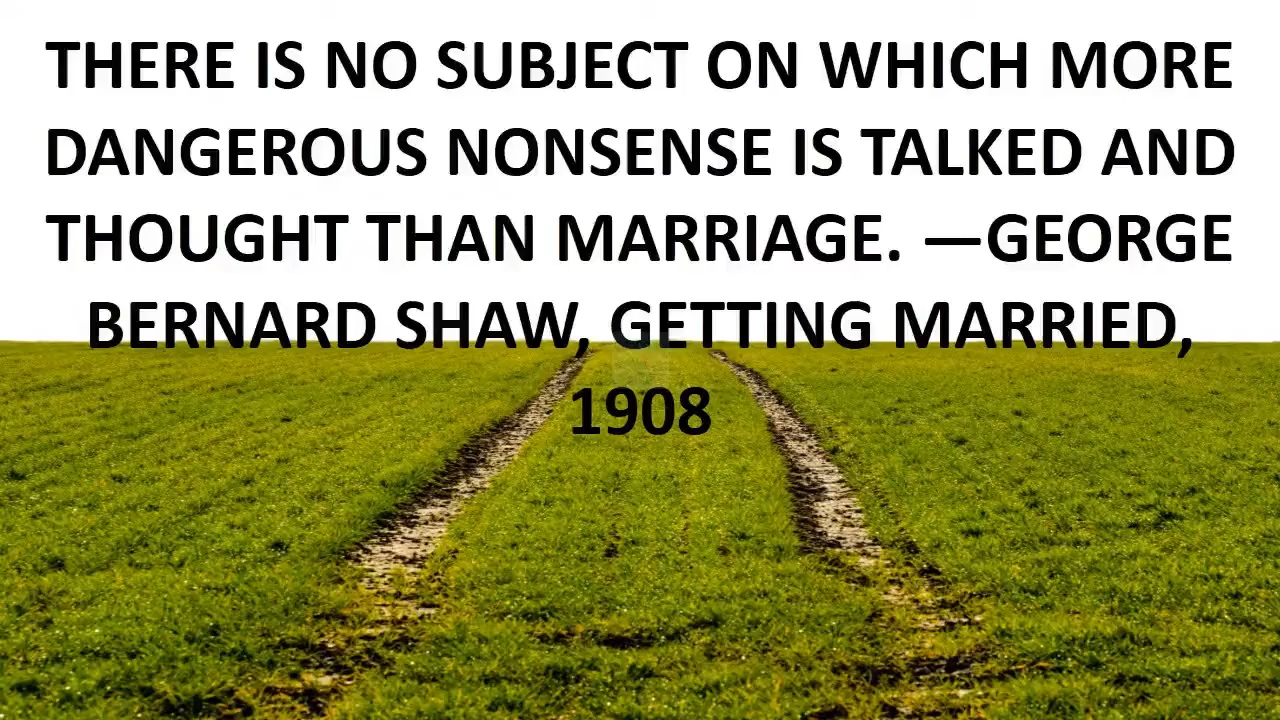 THERE IS NO SUBJECT ON WHICH MORE
DANGEROUS NONSENSE IS TALKED AND
THOUGHT THAN MARRIAGE. —GEORGE
BERNARD SHAW, GETTING MARRIED,
1908